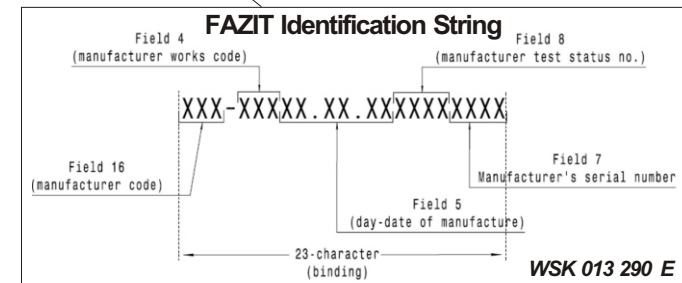 FAZIT Identification String
Field 4
(manufacturer works code)
Field 8
(manufacturer test status no.)
XXX-XXXXX.XX.XXXXXXXXXX
Field 16
(manufacturer code)
Field 7
Manufacturer's serial number
Field 5
(day-date of manufacture)
23-character
(binding)
WSK 013 290 E